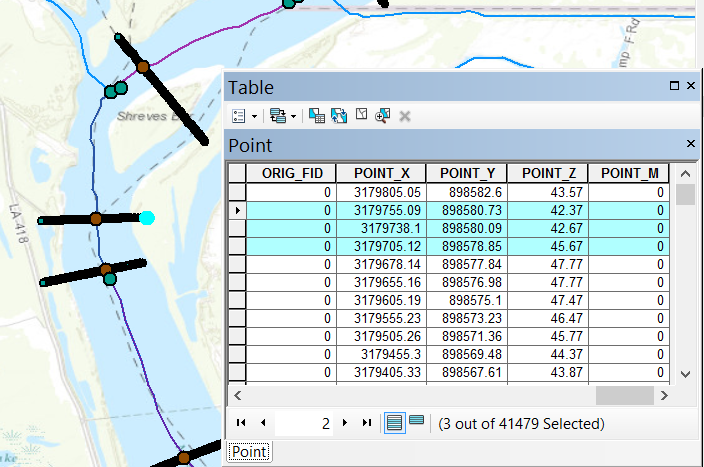 mp F Rd
Shreves Bar
LA-418
Table
Point
ORIG_FID POINT_X POINT_Y POINT_Z POINT_M
0 3179805.05 898582.6 43.57 0
0 3179755.09 898580.73 42.37 0
0 3179738.1 898580.09 42.67 0
0 3179705.12 898578.85 45.67 0
0 3179678.14 898577.84 47.77 0
0 3179655.16 898576.98 47.77 0
0 3179605.19 898575.1 47.47 0
0 3179555.23 898573.23 46.47 0
0 3179505.26 898571.36 45.77 0
0 3179455.3 898569.48 44.37 0
0 3179405.33 898567.61 43.87 0
2 (3 out of 41479 Selected)
Point
ke